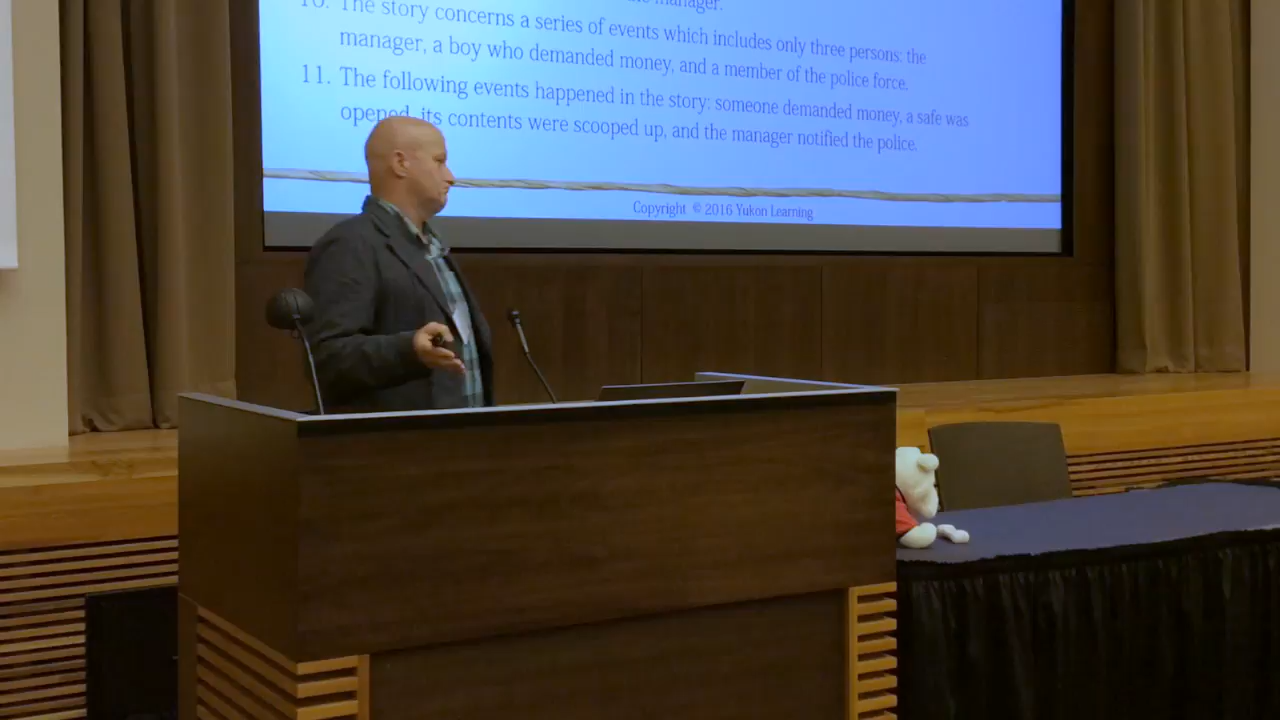 manager.
10. The story concerns a series of events which includes only three persons: the
manager, a boy who demanded money, and a member of the police force.
11. The following events happened in the story: someone demanded money, a safe was
opened, its contents were scooped up, and the manager notified the police.
Copyright © 2016 Yukon Learning